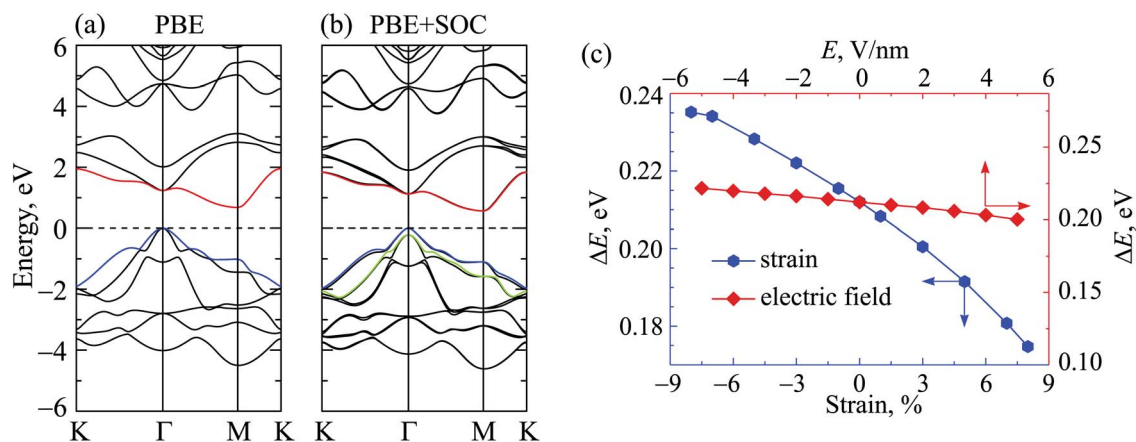 (a) PBE
(b) PBE+SOC
(c)
Energy, eV
6
4
2
0
−2
−4
−6
K Γ M K
K Γ M K
E, V/nm
−6 −4 −2 0 2 4 6
ΔE, eV
0.24
0.22
0.20
0.18
0.25
0.20
0.15
0.10
ΔE, eV
strain
electric field
−9 −6 −3 0 3 6 9
Strain, %